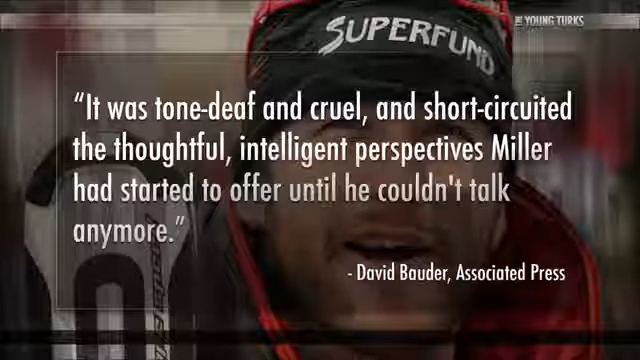 THE YOUNG TURKS
SUPERFUND
“It was tone-deaf and cruel, and short-circuited
the thoughtful, intelligent perspectives Miller
had started to offer until he couldn't talk
anymore.”
- David Bauder, Associated Press